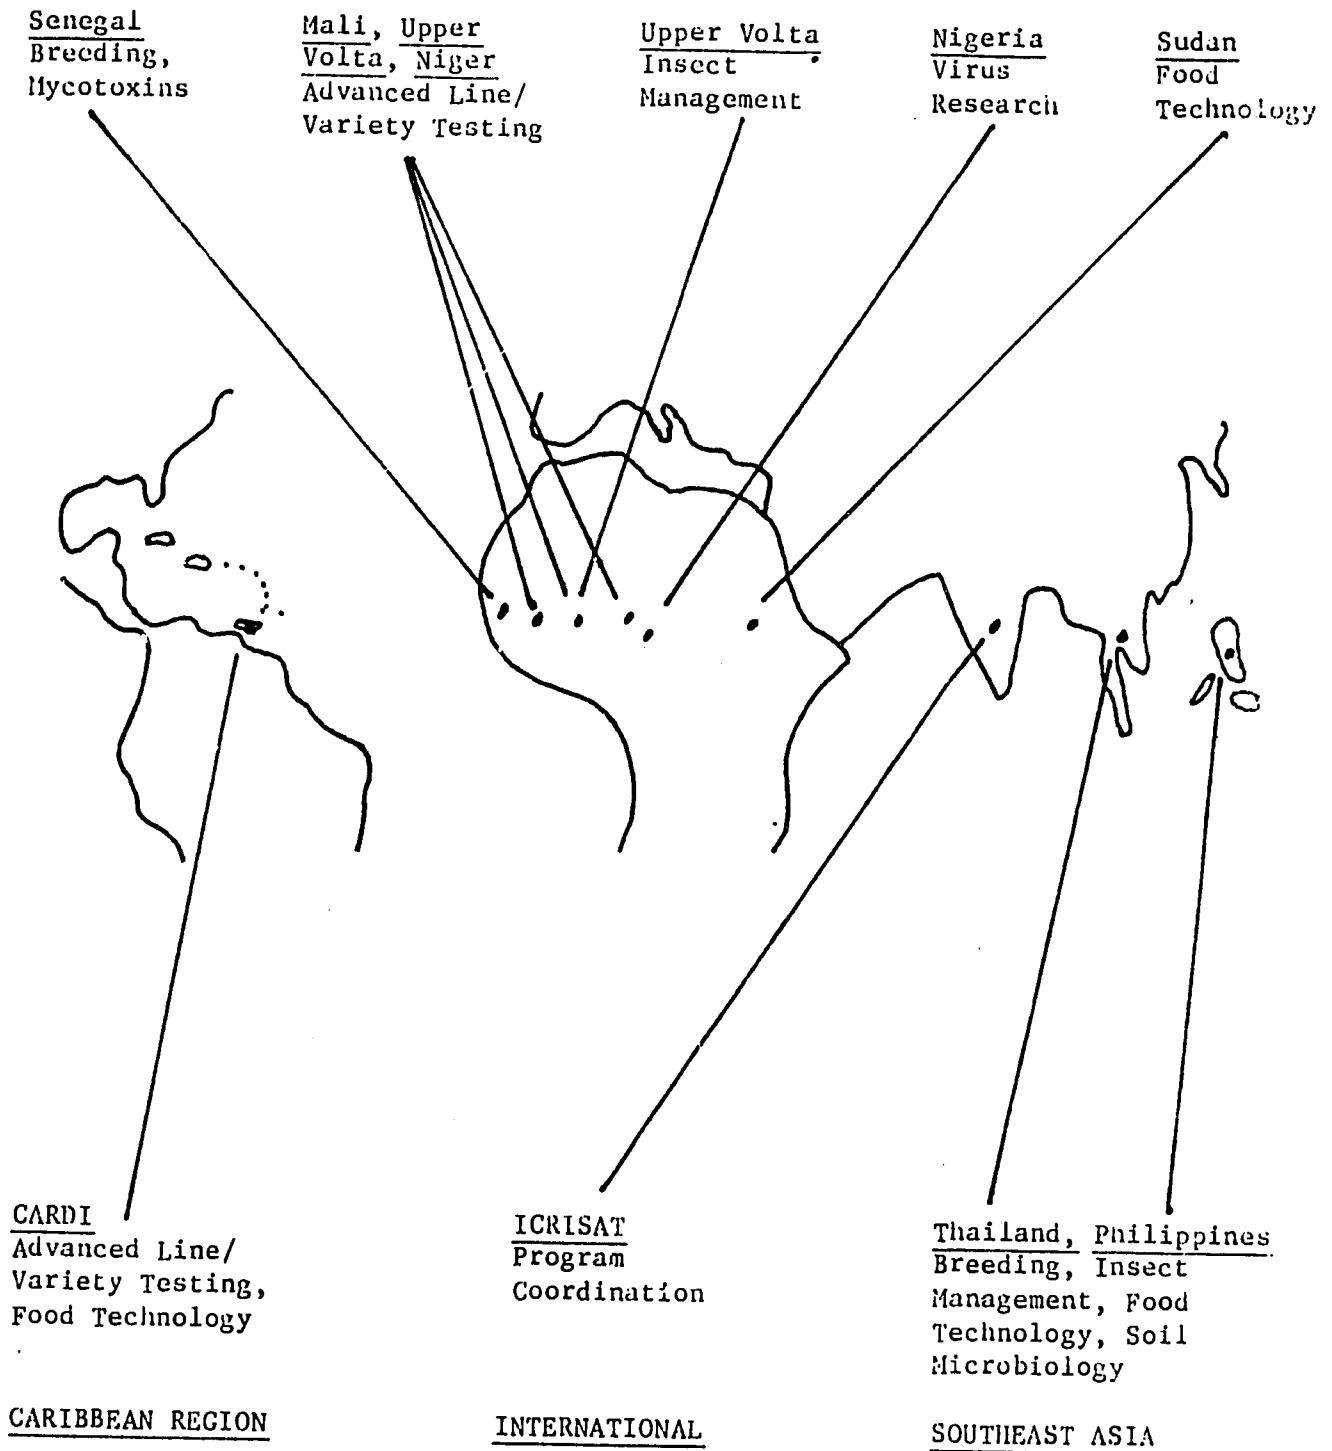 Senegal
Breeding,
Mycotoxins
Mali, Upper
Volta, Niger
Advanced Line/
Variety Testing
Upper Volta
Insect
Management
Nigeria
Virus
Research
Sudan
Food
Technology
CARDI
Advanced Line/
Variety Testing,
Food Technology
ICRISAT
Program
Coordination
Thailand, Philippines
Breeding, Insect
Management, Food
Technology, Soil
Microbiology
CARIBBEAN REGION
INTERNATIONAL
SOUTHEAST ASIA